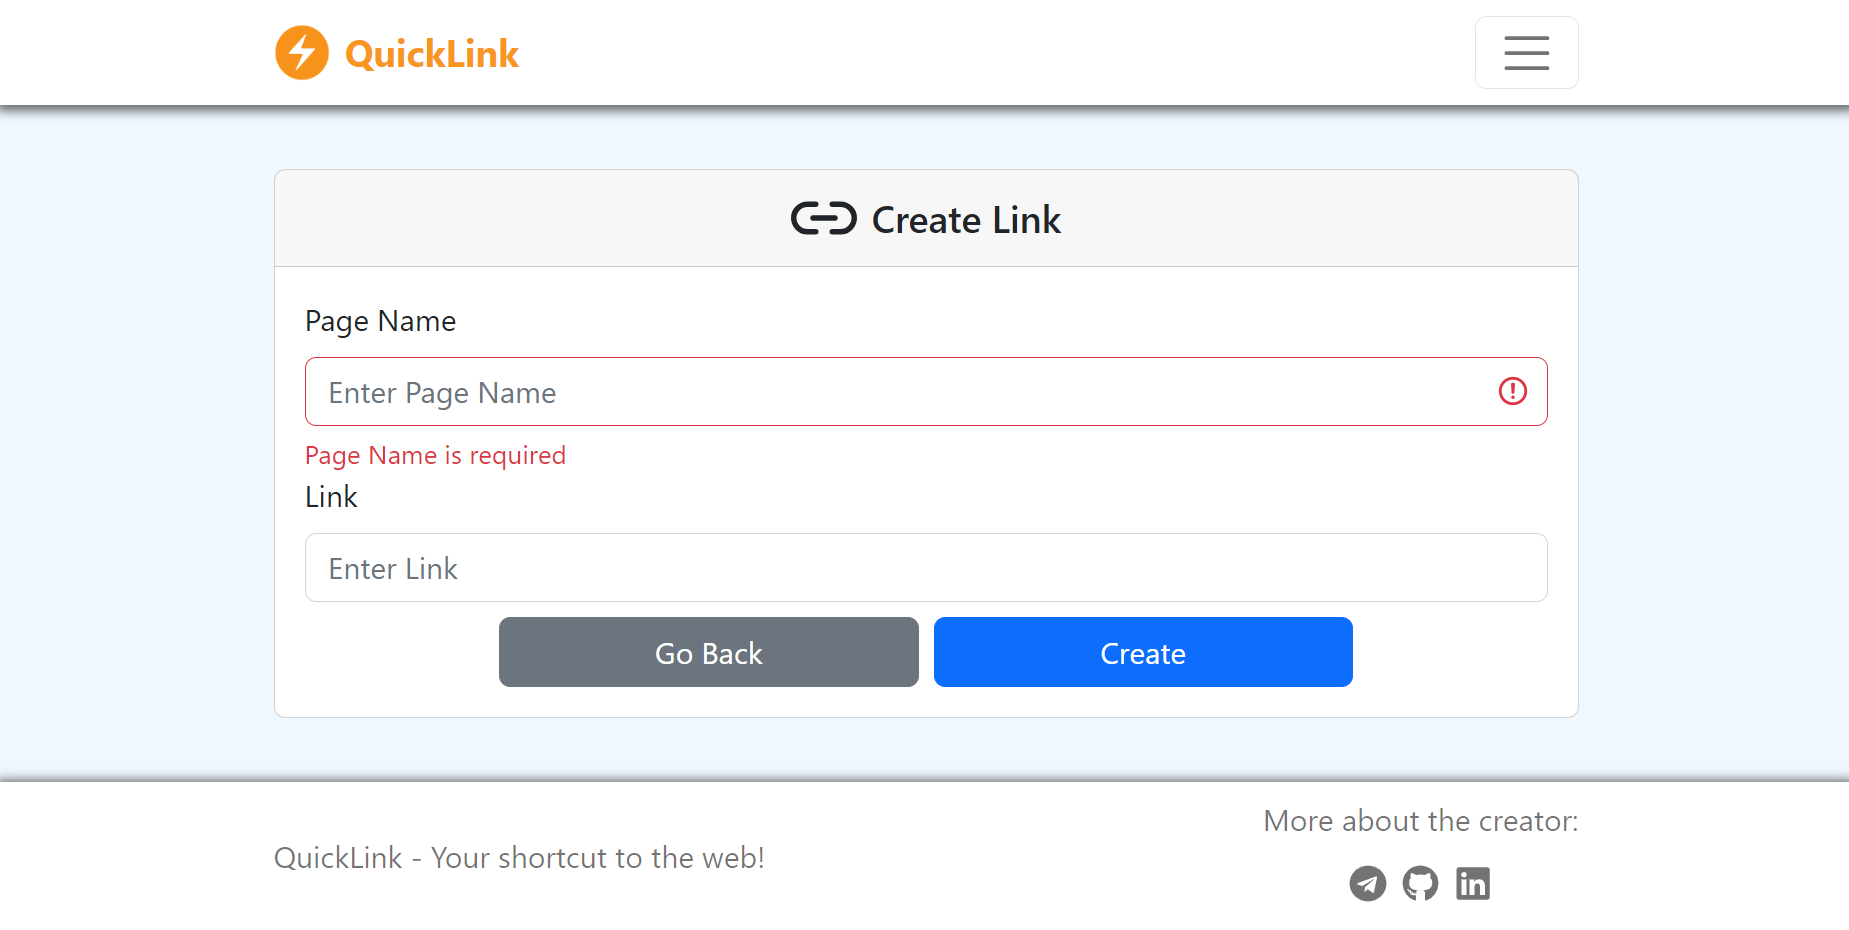 QuickLink
Create Link
Page Name
Enter Page Name
Page Name is required
Link
Enter Link
Go Back
Create
QuickLink - Your shortcut to the web!
More about the creator: